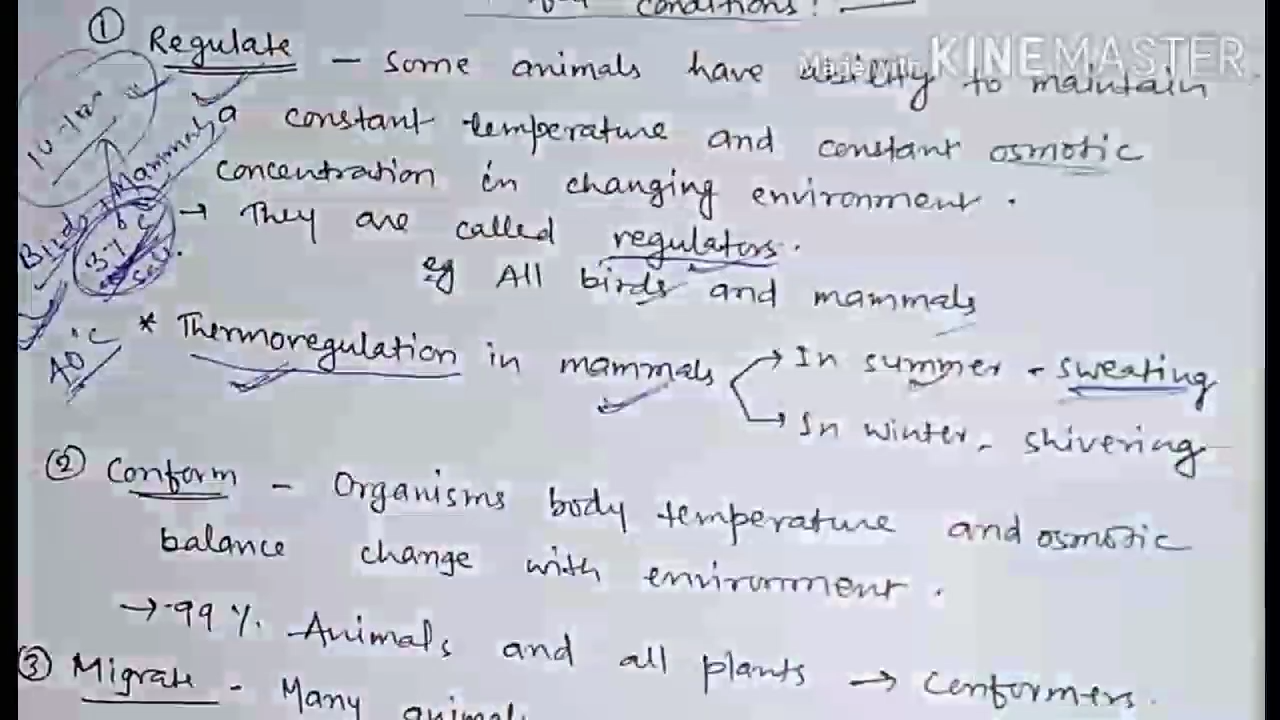 conditions:
① Regulate - Some animals have ability to maintain
Made with KINEMASTER
a constant temperature and constant osmotic
concentration in changing environment.
→ They are called regulators.
eg All birds and mammals
Birds, Mammals
37°C
40°C
* Thermoregulation in mammals → In summer - sweating
→ In winter - shivering
② Conform - Organisms body temperature and osmotic
balance change with environment.
→ 99% Animals and all plants → conformers.
③ Migrate - Many